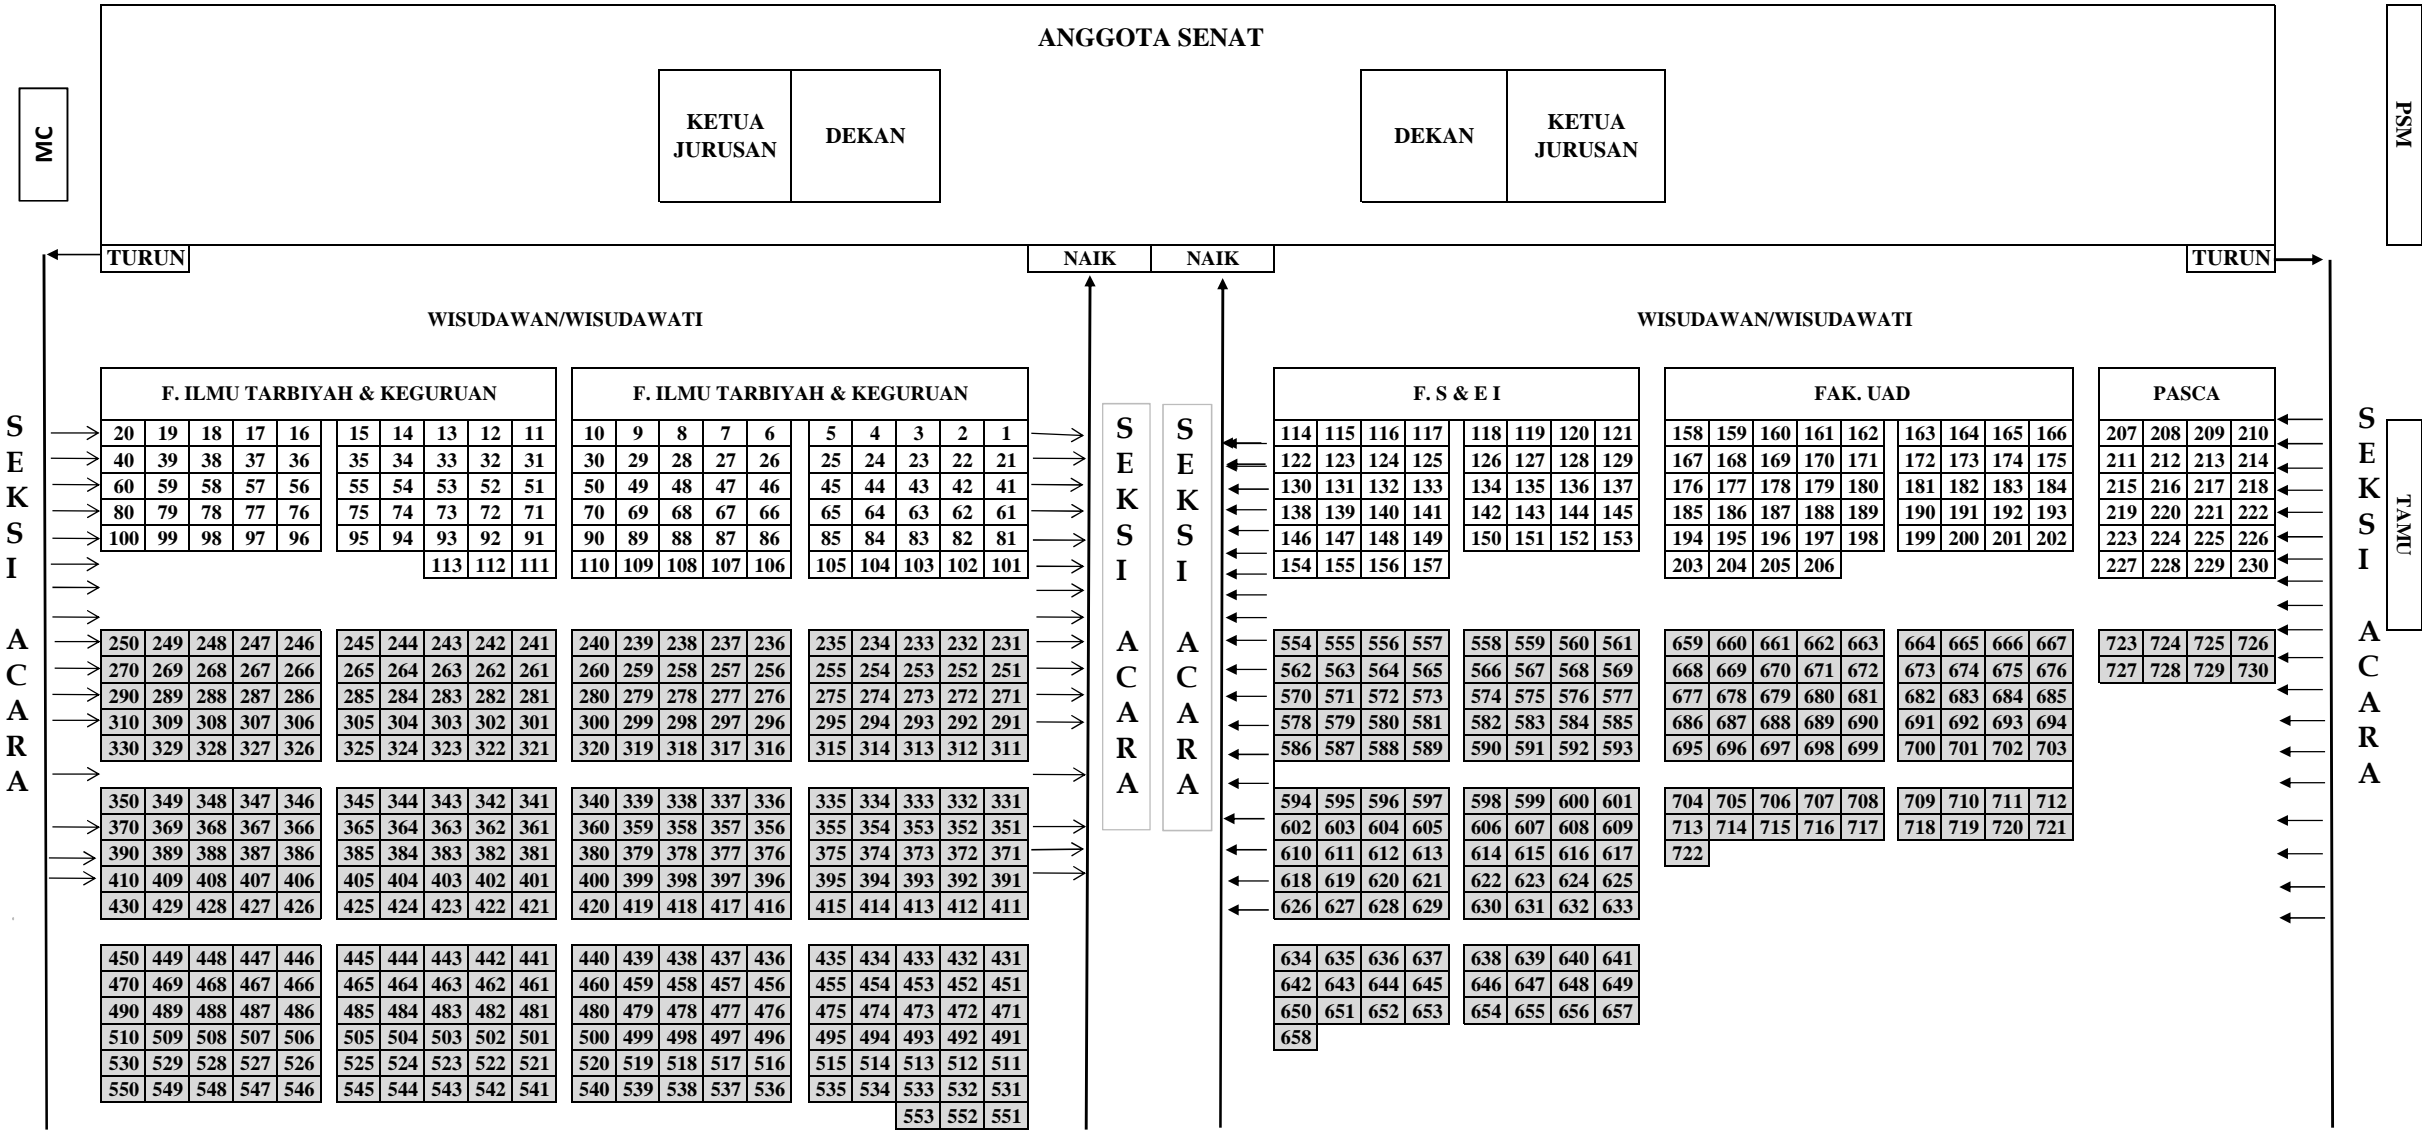 ANGGOTA SENAT
MC
KETUA JURUSAN DEKAN
DEKAN KETUA JURUSAN
PSM
TURUN NAIK NAIK TURUN
WISUDAWAN/WISUDAWATI WISUDAWAN/WISUDAWATI
F. ILMU TARBIYAH & KEGURUAN F. ILMU TARBIYAH & KEGURUAN F. S & E I FAK. UAD PASCA
SEKSI ACARA
SEKSI ACARA
SEKSI ACARA
SEKSI ACARA
TAMU
20 19 18 17 16 15 14 13 12 11 10 9 8 7 6 5 4 3 2 1 114 115 116 117 118 119 120 121 158 159 160 161 162 163 164 165 166 207 208 209 210
40 39 38 37 36 35 34 33 32 31 30 29 28 27 26 25 24 23 22 21 122 123 124 125 126 127 128 129 167 168 169 170 171 172 173 174 175 211 212 213 214
60 59 58 57 56 55 54 53 52 51 50 49 48 47 46 45 44 43 42 41 130 131 132 133 134 135 136 137 176 177 178 179 180 181 182 183 184 215 216 217 218
80 79 78 77 76 75 74 73 72 71 70 69 68 67 66 65 64 63 62 61 138 139 140 141 142 143 144 145 185 186 187 188 189 190 191 192 193 219 220 221 222
100 99 98 97 96 95 94 93 92 91 90 89 88 87 86 85 84 83 82 81 146 147 148 149 150 151 152 153 194 195 196 197 198 199 200 201 202 223 224 225 226
113 112 111 110 109 108 107 106 105 104 103 102 101 154 155 156 157 203 204 205 206 227 228 229 230
250 249 248 247 246 245 244 243 242 241 240 239 238 237 236 235 234 233 232 231 554 555 556 557 558 559 560 561 659 660 661 662 663 664 665 666 667 723 724 725 726
270 269 268 267 266 265 264 263 262 261 260 259 258 257 256 255 254 253 252 251 562 563 564 565 566 567 568 569 668 669 670 671 672 673 674 675 676 727 728 729 730
290 289 288 287 286 285 284 283 282 281 280 279 278 277 276 275 274 273 272 271 570 571 572 573 574 575 576 577 677 678 679 680 681 682 683 684 685
310 309 308 307 306 305 304 303 302 301 300 299 298 297 296 295 294 293 292 291 578 579 580 581 582 583 584 585 686 687 688 689 690 691 692 693 694
330 329 328 327 326 325 324 323 322 321 320 319 318 317 316 315 314 313 312 311 586 587 588 589 590 591 592 593 695 696 697 698 699 700 701 702 703
350 349 348 347 346 345 344 343 342 341 340 339 338 337 336 335 334 333 332 331 594 595 596 597 598 599 600 601 704 705 706 707 708 709 710 711 712
370 369 368 367 366 365 364 363 362 361 360 359 358 357 356 355 354 353 352 351 602 603 604 605 606 607 608 609 713 714 715 716 717 718 719 720 721
390 389 388 387 386 385 384 383 382 381 380 379 378 377 376 375 374 373 372 371 610 611 612 613 614 615 616 617 722
410 409 408 407 406 405 404 403 402 401 400 399 398 397 396 395 394 393 392 391 618 619 620 621 622 623 624 625
430 429 428 427 426 425 424 423 422 421 420 419 418 417 416 415 414 413 412 411 626 627 628 629 630 631 632 633
450 449 448 447 446 445 444 443 442 441 440 439 438 437 436 435 434 433 432 431 634 635 636 637 638 639 640 641
470 469 468 467 466 465 464 463 462 461 460 459 458 457 456 455 454 453 452 451 642 643 644 645 646 647 648 649
490 489 488 487 486 485 484 483 482 481 480 479 478 477 476 475 474 473 472 471 650 651 652 653 654 655 656 657
510 509 508 507 506 505 504 503 502 501 500 499 498 497 496 495 494 493 492 491 658
530 529 528 527 526 525 524 523 522 521 520 519 518 517 516 515 514 513 512 511
550 549 548 547 546 545 544 543 542 541 540 539 538 537 536 535 534 533 532 531
553 552 551